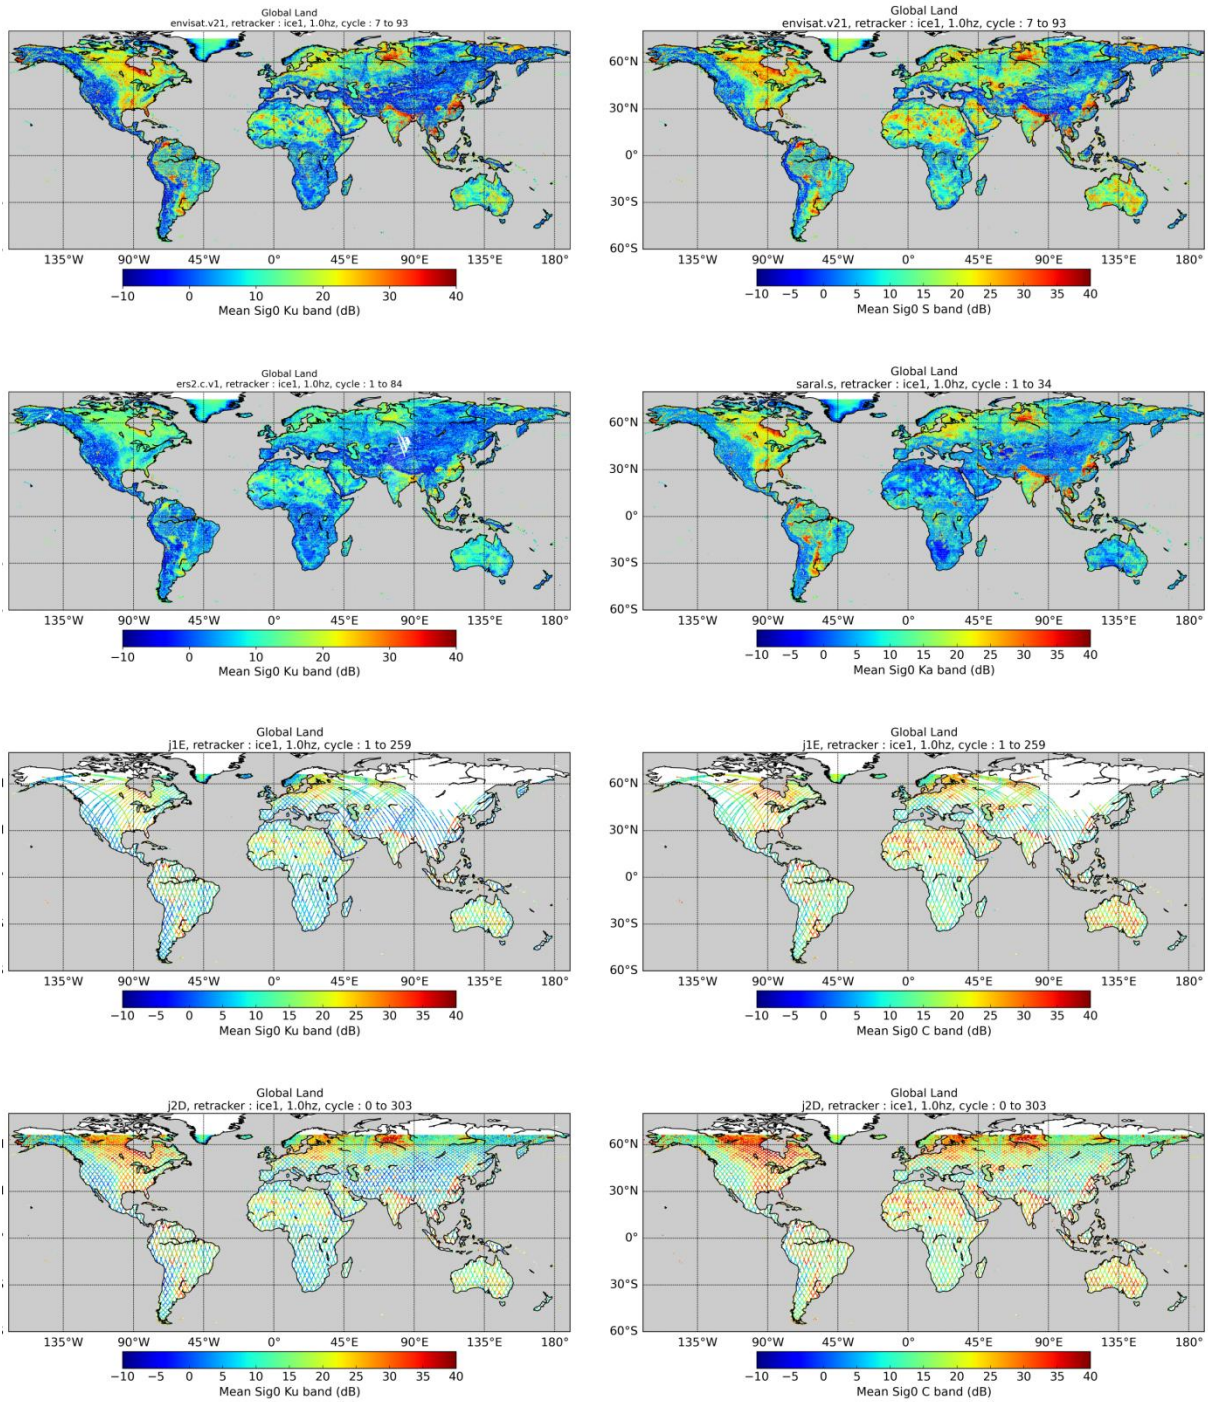 Global Land
envisat.v21, retracker : ice1, 1.0hz, cycle : 7 to 93
135°W 90°W 45°W 0° 45°E 90°E 135°E 180°
−10 0 10 20 30 40
Mean Sig0 Ku band (dB)
Global Land
envisat.v21, retracker : ice1, 1.0hz, cycle : 7 to 93
60°N
30°N
0°
30°S
60°S
135°W 90°W 45°W 0° 45°E 90°E 135°E 180°
−10 −5 0 5 10 15 20 25 30 35 40
Mean Sig0 S band (dB)
Global Land
ers2.c.v1, retracker : ice1, 1.0hz, cycle : 1 to 84
135°W 90°W 45°W 0° 45°E 90°E 135°E 180°
−10 0 10 20 30 40
Mean Sig0 Ku band (dB)
Global Land
saral.s, retracker : ice1, 1.0hz, cycle : 1 to 34
60°N
30°N
0°
30°S
60°S
135°W 90°W 45°W 0° 45°E 90°E 135°E 180°
−10 −5 0 5 10 15 20 25 30 35 40
Mean Sig0 Ka band (dB)
Global Land
j1E, retracker : ice1, 1.0hz, cycle : 1 to 259
135°W 90°W 45°W 0° 45°E 90°E 135°E 180°
−10 −5 0 5 10 15 20 25 30 35 40
Mean Sig0 Ku band (dB)
Global Land
j1E, retracker : ice1, 1.0hz, cycle : 1 to 259
60°N
30°N
0°
30°S
60°S
135°W 90°W 45°W 0° 45°E 90°E 135°E 180°
−10 −5 0 5 10 15 20 25 30 35 40
Mean Sig0 C band (dB)
Global Land
j2D, retracker : ice1, 1.0hz, cycle : 0 to 303
135°W 90°W 45°W 0° 45°E 90°E 135°E 180°
−10 −5 0 5 10 15 20 25 30 35 40
Mean Sig0 Ku band (dB)
Global Land
j2D, retracker : ice1, 1.0hz, cycle : 0 to 303
60°N
30°N
0°
30°S
60°S
135°W 90°W 45°W 0° 45°E 90°E 135°E 180°
−10 −5 0 5 10 15 20 25 30 35 40
Mean Sig0 C band (dB)